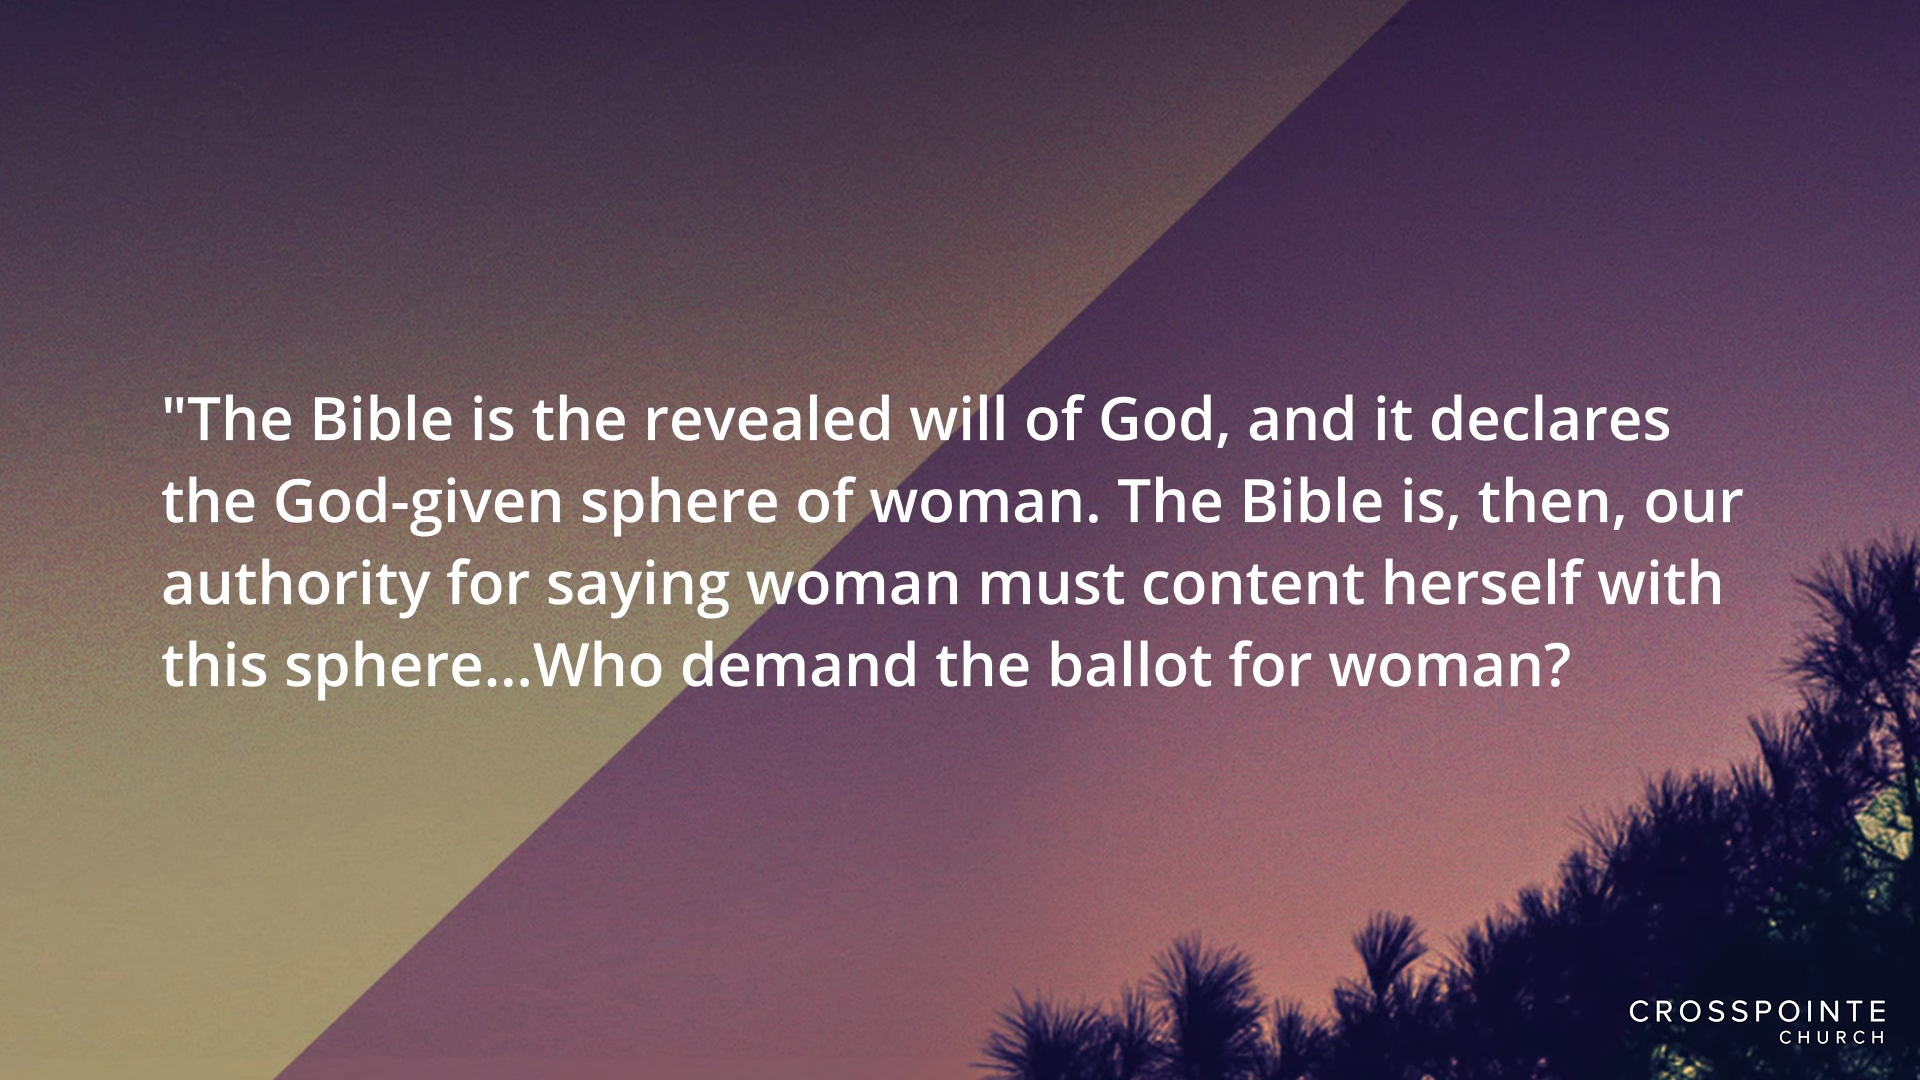 "The Bible is the revealed will of God, and it declares
the God-given sphere of woman. The Bible is, then, our
authority for saying woman must content herself with
this sphere...Who demand the ballot for woman?
CROSSPOINTE
CHURCH